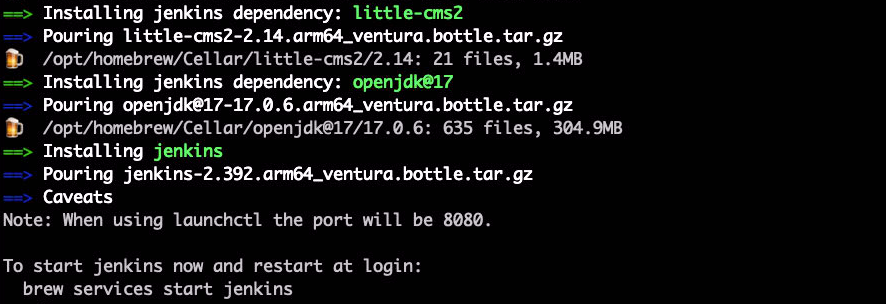 ==> Installing jenkins dependency: little-cms2
==> Pouring little-cms2-2.14.arm64_ventura.bottle.tar.gz
🍺 /opt/homebrew/Cellar/little-cms2/2.14: 21 files, 1.4MB
==> Installing jenkins dependency: openjdk@17
==> Pouring openjdk@17-17.0.6.arm64_ventura.bottle.tar.gz
🍺 /opt/homebrew/Cellar/openjdk@17/17.0.6: 635 files, 304.9MB
==> Installing jenkins
==> Pouring jenkins-2.392.arm64_ventura.bottle.tar.gz
==> Caveats
Note: When using launchctl the port will be 8080.
To start jenkins now and restart at login:
brew services start jenkins